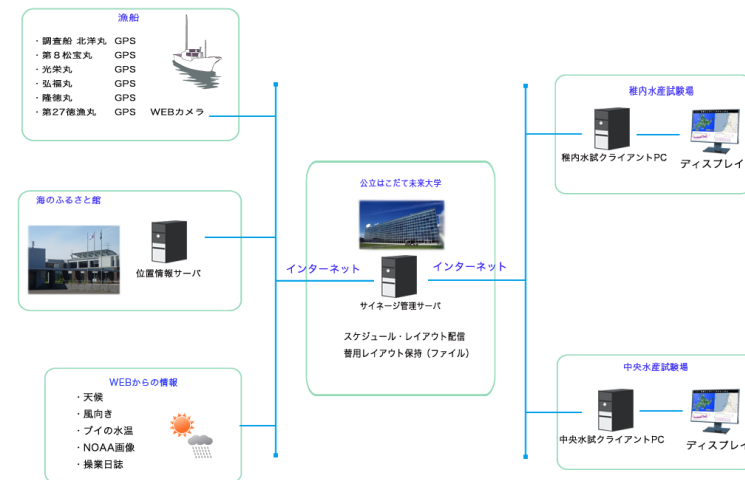 漁船
・調査船 北洋丸 GPS
・第8松宝丸 GPS
・光栄丸 GPS
・弘福丸 GPS
・隆徳丸 GPS
・第27徳漁丸 GPS WEBカメラ
海のふるさと館
位置情報サーバ
WEBからの情報
・天候
・風向き
・ブイの水温
・NOAA画像
・操業日誌
インターネット
公立はこだて未来大学
サイネージ管理サーバ
スケジュール・レイアウト配信
替用レイアウト保持（ファイル）
インターネット
稚内水産試験場
稚内水試クライアントPC
ディスプレイ
中央水産試験場
中央水試クライアントPC
ディスプレイ